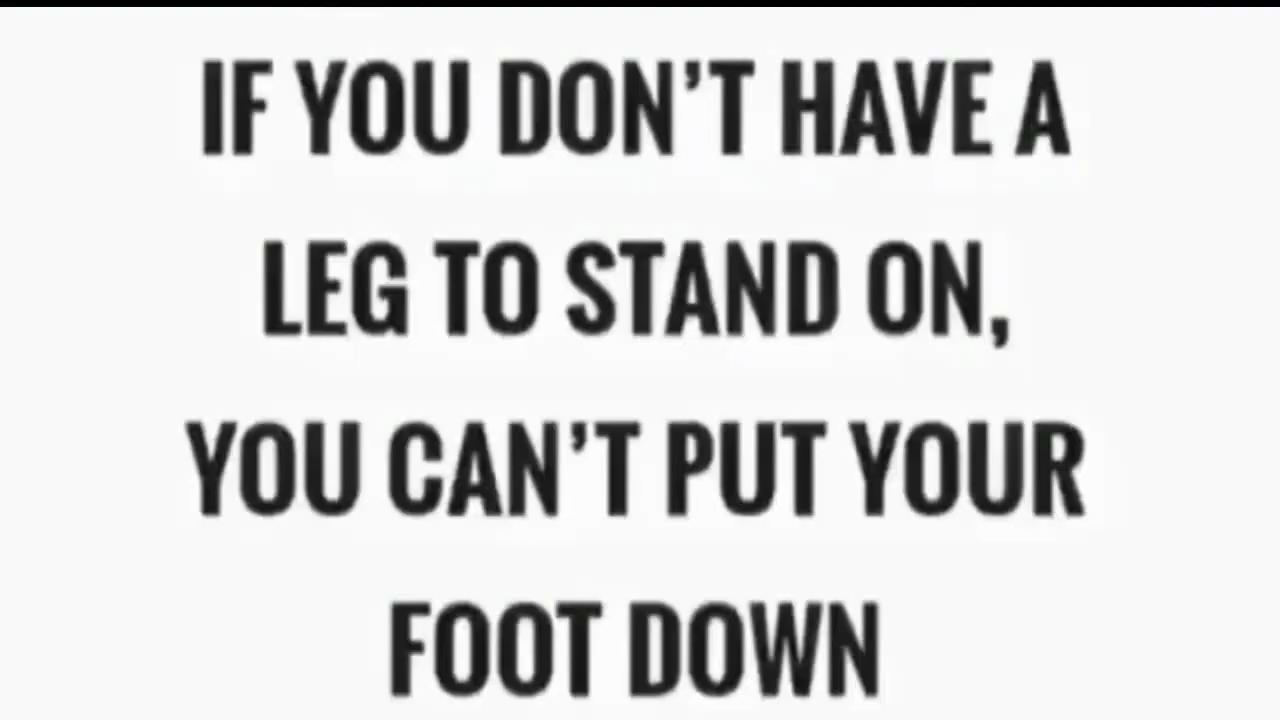 IF YOU DON’T HAVE A
LEG TO STAND ON,
YOU CAN’T PUT YOUR
FOOT DOWN